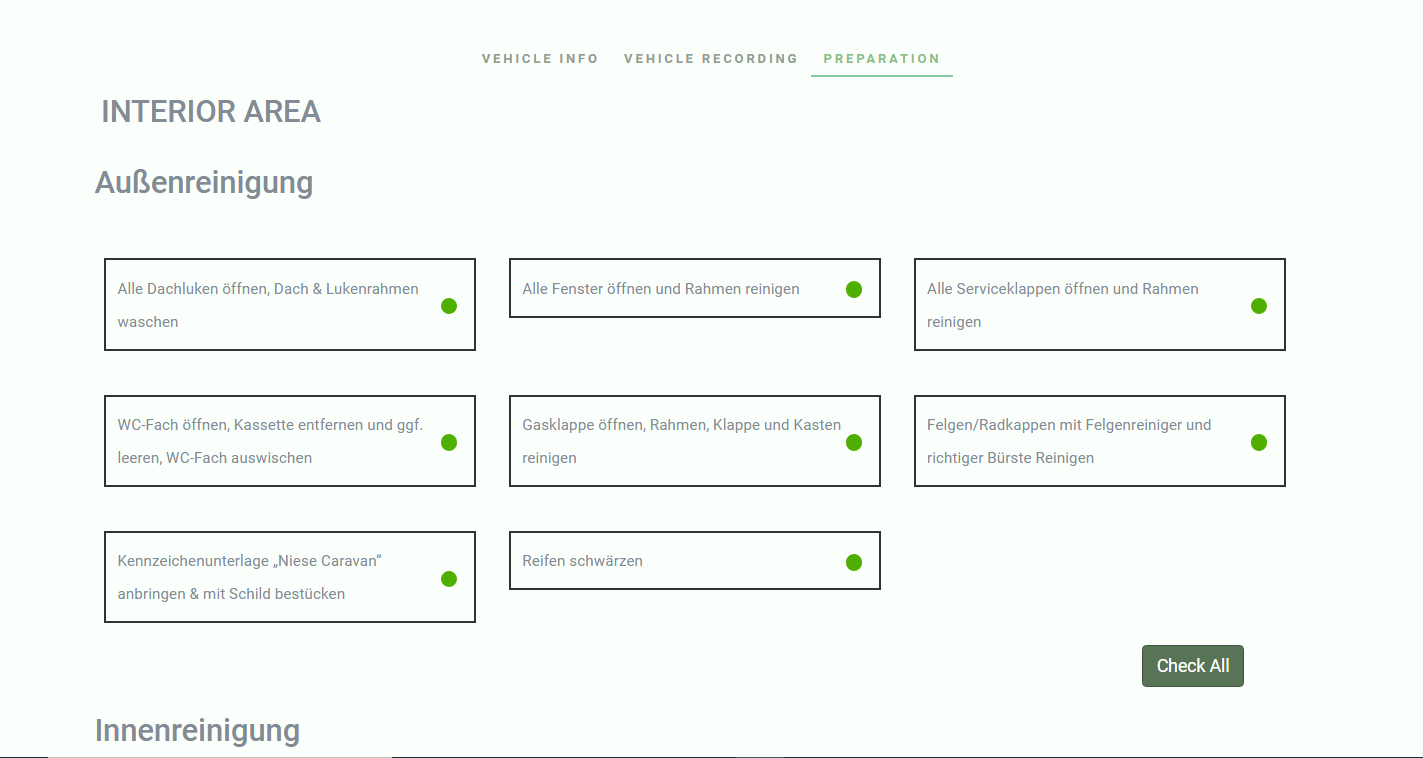 VEHICLE INFO VEHICLE RECORDING PREPARATION
INTERIOR AREA
Außenreinigung
Alle Dachluken öffnen, Dach & Lukenrahmen
waschen
Alle Fenster öffnen und Rahmen reinigen
Alle Serviceklappen öffnen und Rahmen
reinigen
WC-Fach öffnen, Kassette entfernen und ggf.
leeren, WC-Fach auswischen
Gasklappe öffnen, Rahmen, Klappe und Kasten
reinigen
Felgen/Radkappen mit Felgenreiniger und
richtiger Bürste Reinigen
Kennzeichenunterlage „Niese Caravan“
anbringen & mit Schild bestücken
Reifen schwärzen
Check All
Innenreinigung